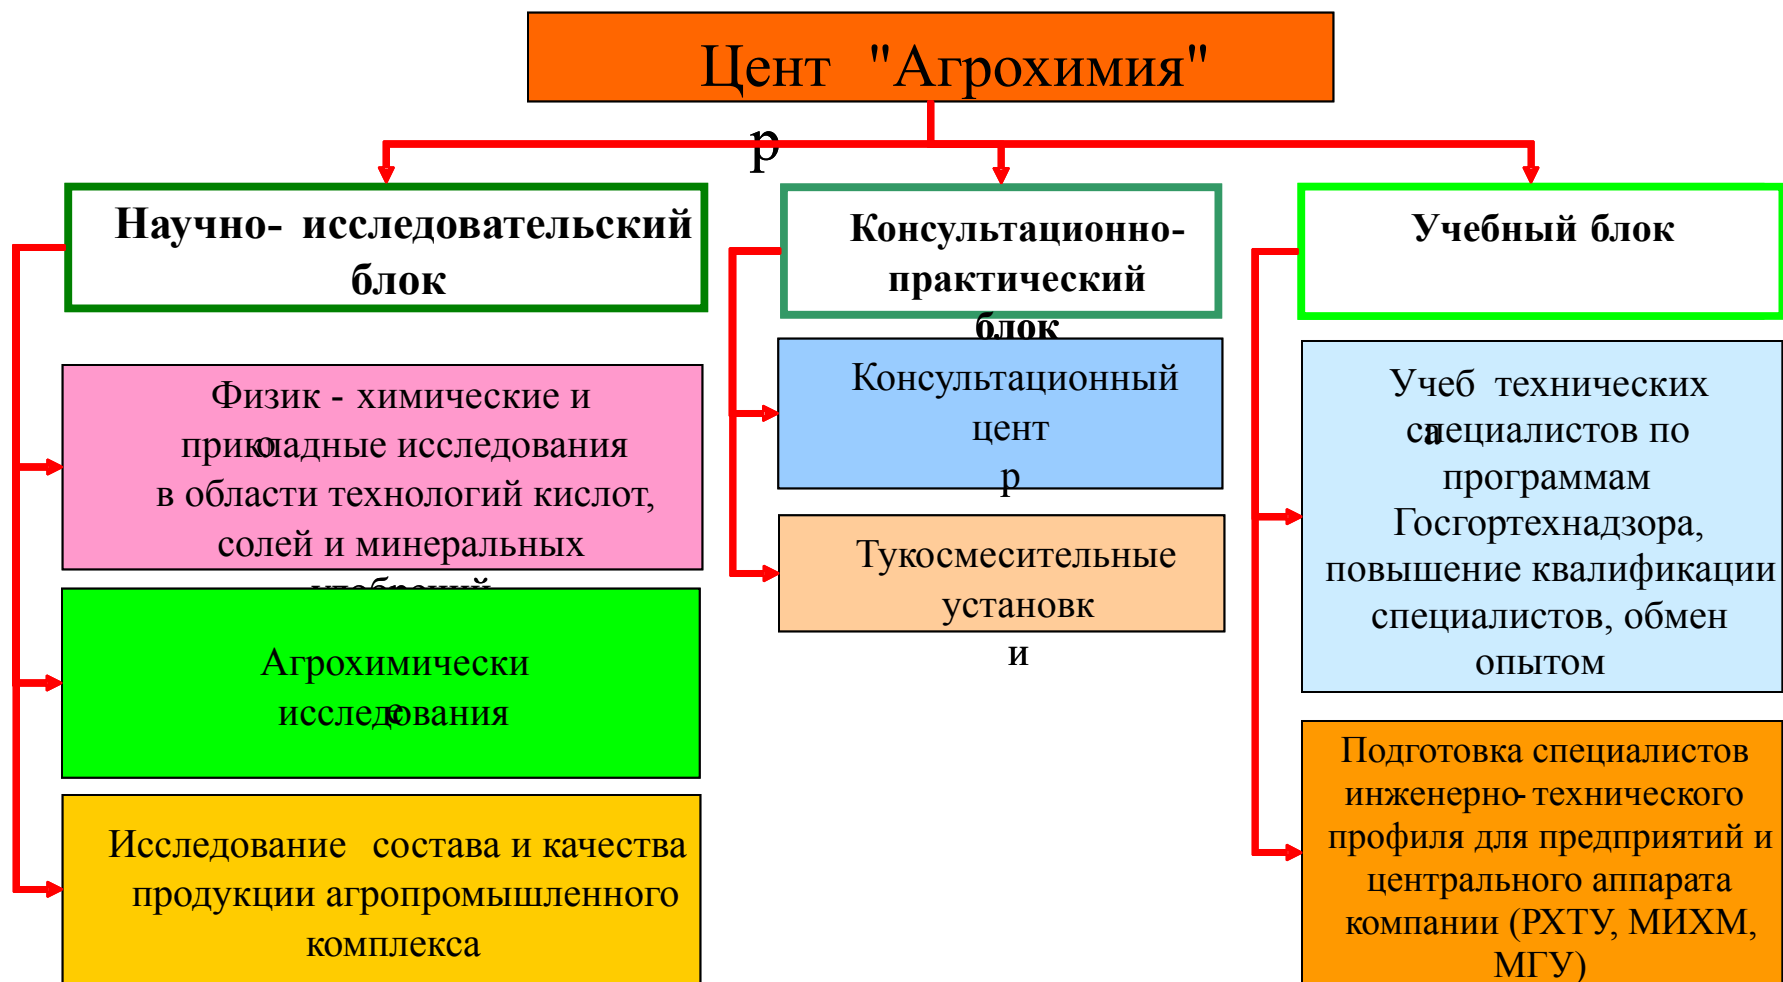 Цент "Агрохимия"
р
Научно- исследовательский
блок
Консультационно-
практический
блок
Учебный блок
Физик - химические и
о
прикладные исследования
в области технологий кислот,
солей и минеральных
удобрений
Агрохимически
е
исследования
Исследование состава и качества
продукции агропромышленного
комплекса
Консультационный
цент
р
Тукосмесительные
установк
и
Учеб технических
а
специалистов по
программам
Госгортехнадзора,
повышение квалификации
специалистов, обмен
опытом
Подготовка специалистов
инженерно- технического
профиля для предприятий и
центрального аппарата
компании (РХТУ, МИХМ,
МГУ)